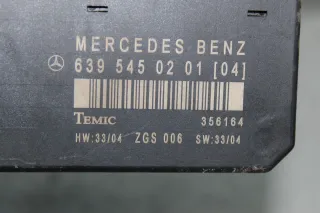 MERCEDES BENZ
639 545 02 01 [04]
TEMIC 356164
HW:33/04 ZGS 006 SW:33/04